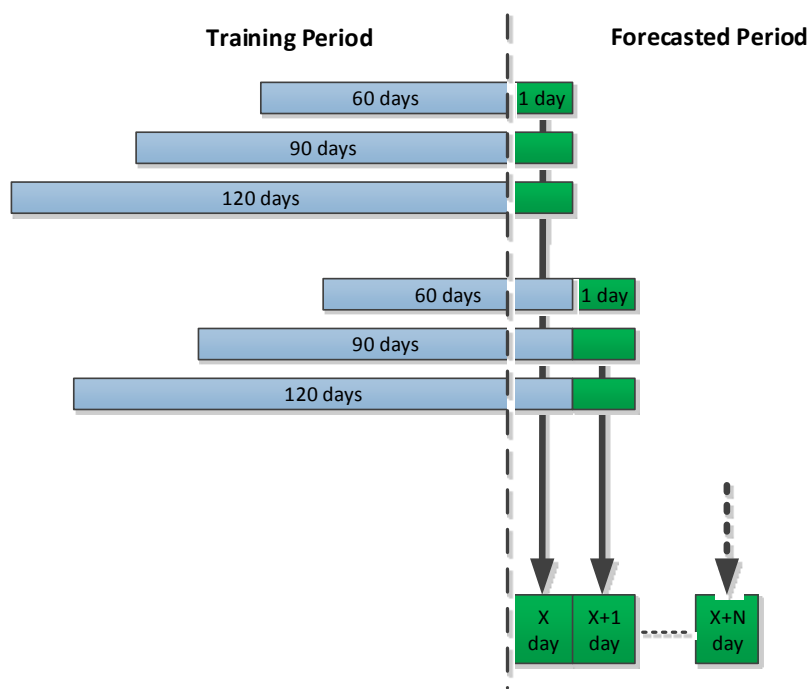 Training Period
Forecasted Period
60 days
1 day
90 days
120 days
60 days
1 day
90 days
120 days
X
day
X+1
day
X+N
day